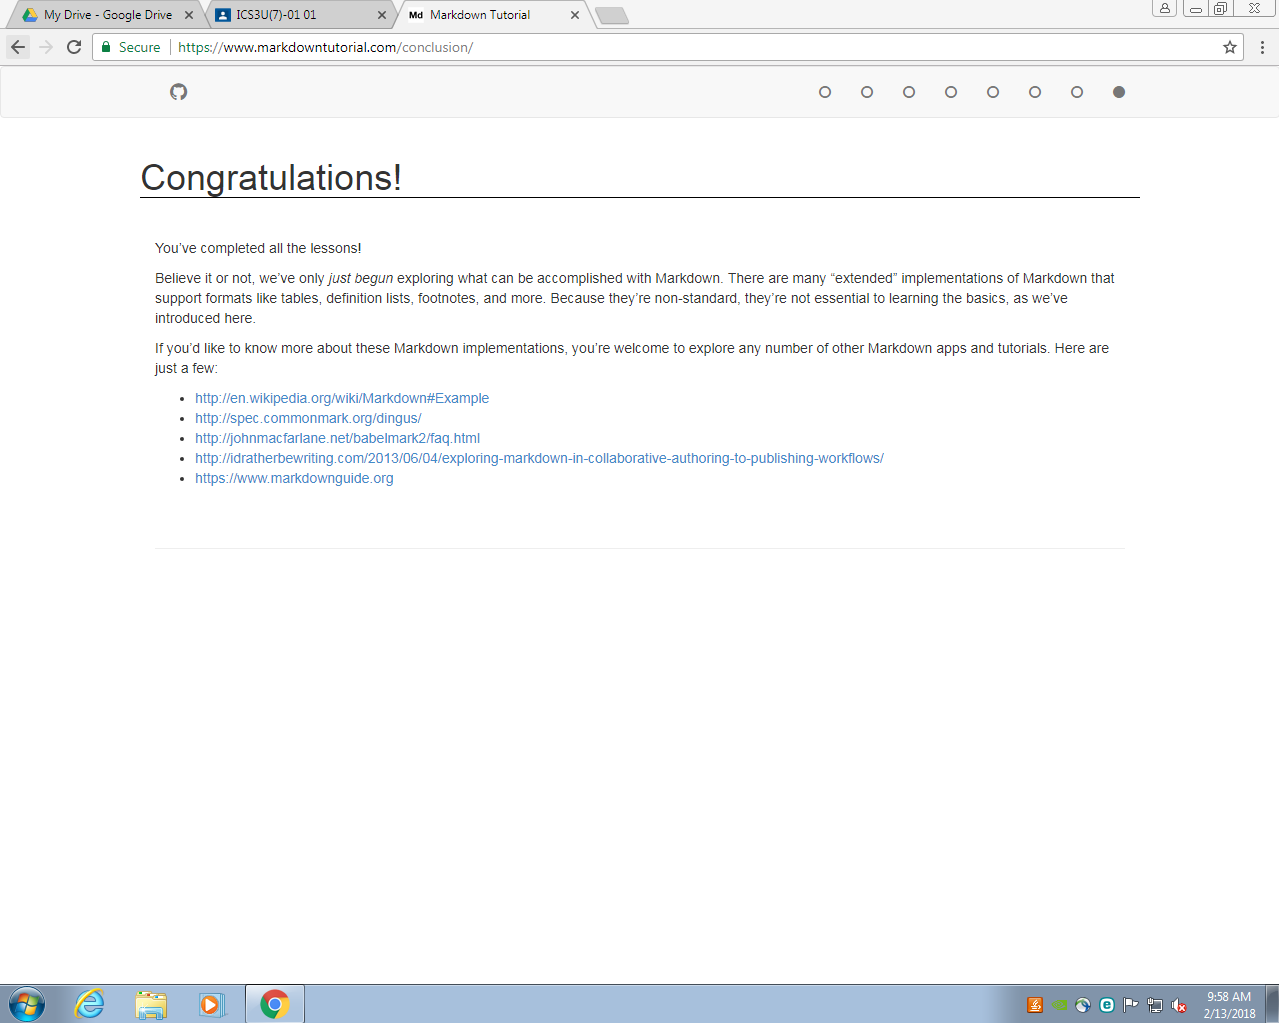 My Drive - Google Drive
ICS3U(7)-01 01
Md Markdown Tutorial
Secure https://www.markdowntutorial.com/conclusion/
Congratulations!
You’ve completed all the lessons!
Believe it or not, we’ve only just begun exploring what can be accomplished with Markdown. There are many “extended” implementations of Markdown that
support formats like tables, definition lists, footnotes, and more. Because they’re non-standard, they’re not essential to learning the basics, as we’ve
introduced here.
If you’d like to know more about these Markdown implementations, you’re welcome to explore any number of other Markdown apps and tutorials. Here are
just a few:
http://en.wikipedia.org/wiki/Markdown#Example
http://spec.commonmark.org/dingus/
http://johnmacfarlane.net/babelmark2/faq.html
http://idratherbewriting.com/2013/06/04/exploring-markdown-in-collaborative-authoring-to-publishing-workflows/
https://www.markdownguide.org
9:58 AM
2/13/2018